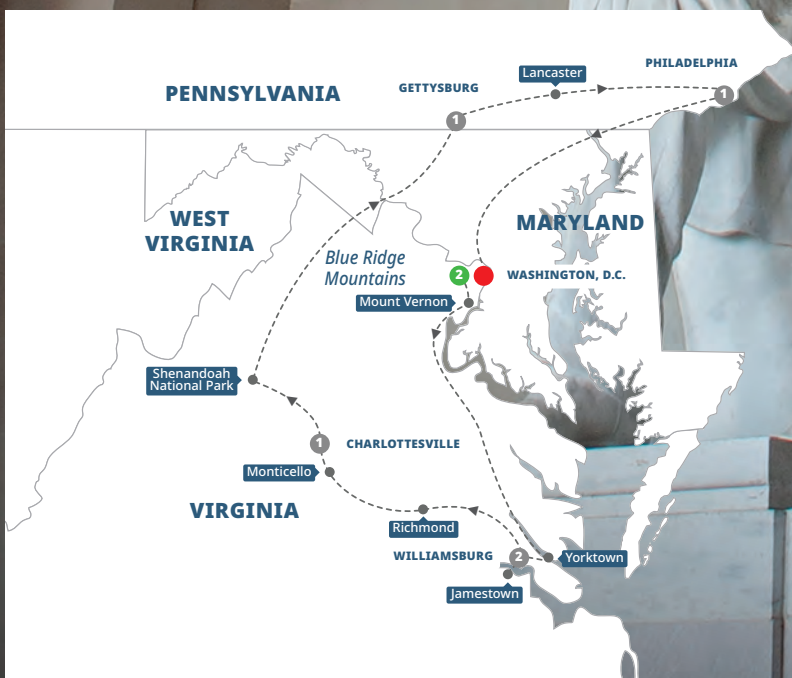 PHILADELPHIA
Lancaster
GETTYSBURG
PENNSYLVANIA
1
1
WEST
VIRGINIA
MARYLAND
Blue Ridge
Mountains
2
WASHINGTON, D.C.
Mount Vernon
Shenandoah
National Park
1
CHARLOTTESVILLE
Monticello
VIRGINIA
Richmond
WILLIAMSBURG
2
Yorktown
Jamestown